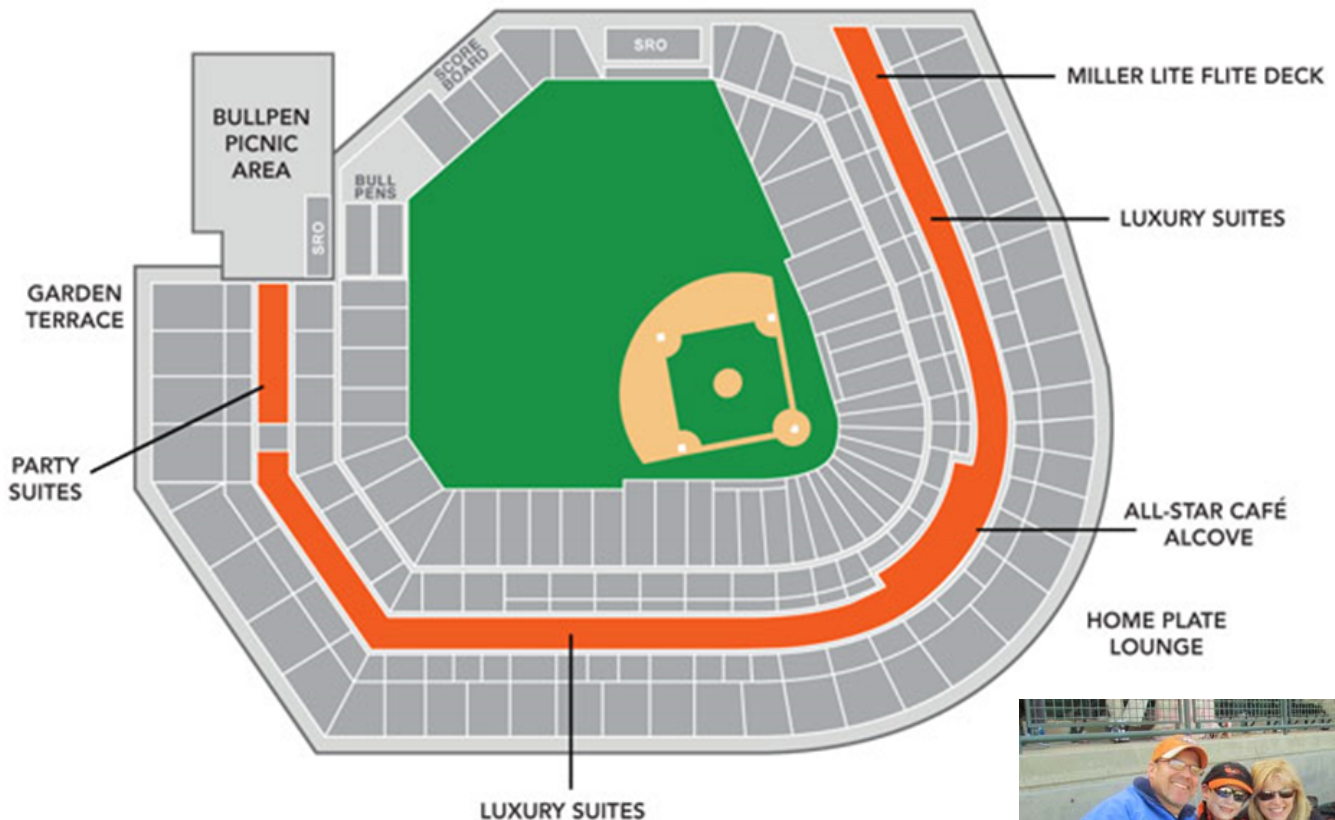 SRO
SCORE
BOARD
MILLER LITE FLITE DECK
BULLPEN
PICNIC
AREA
BULL
PENS
SRO
LUXURY SUITES
GARDEN
TERRACE
PARTY
SUITES
ALL-STAR CAFÉ
ALCOVE
HOME PLATE
LOUNGE
LUXURY SUITES